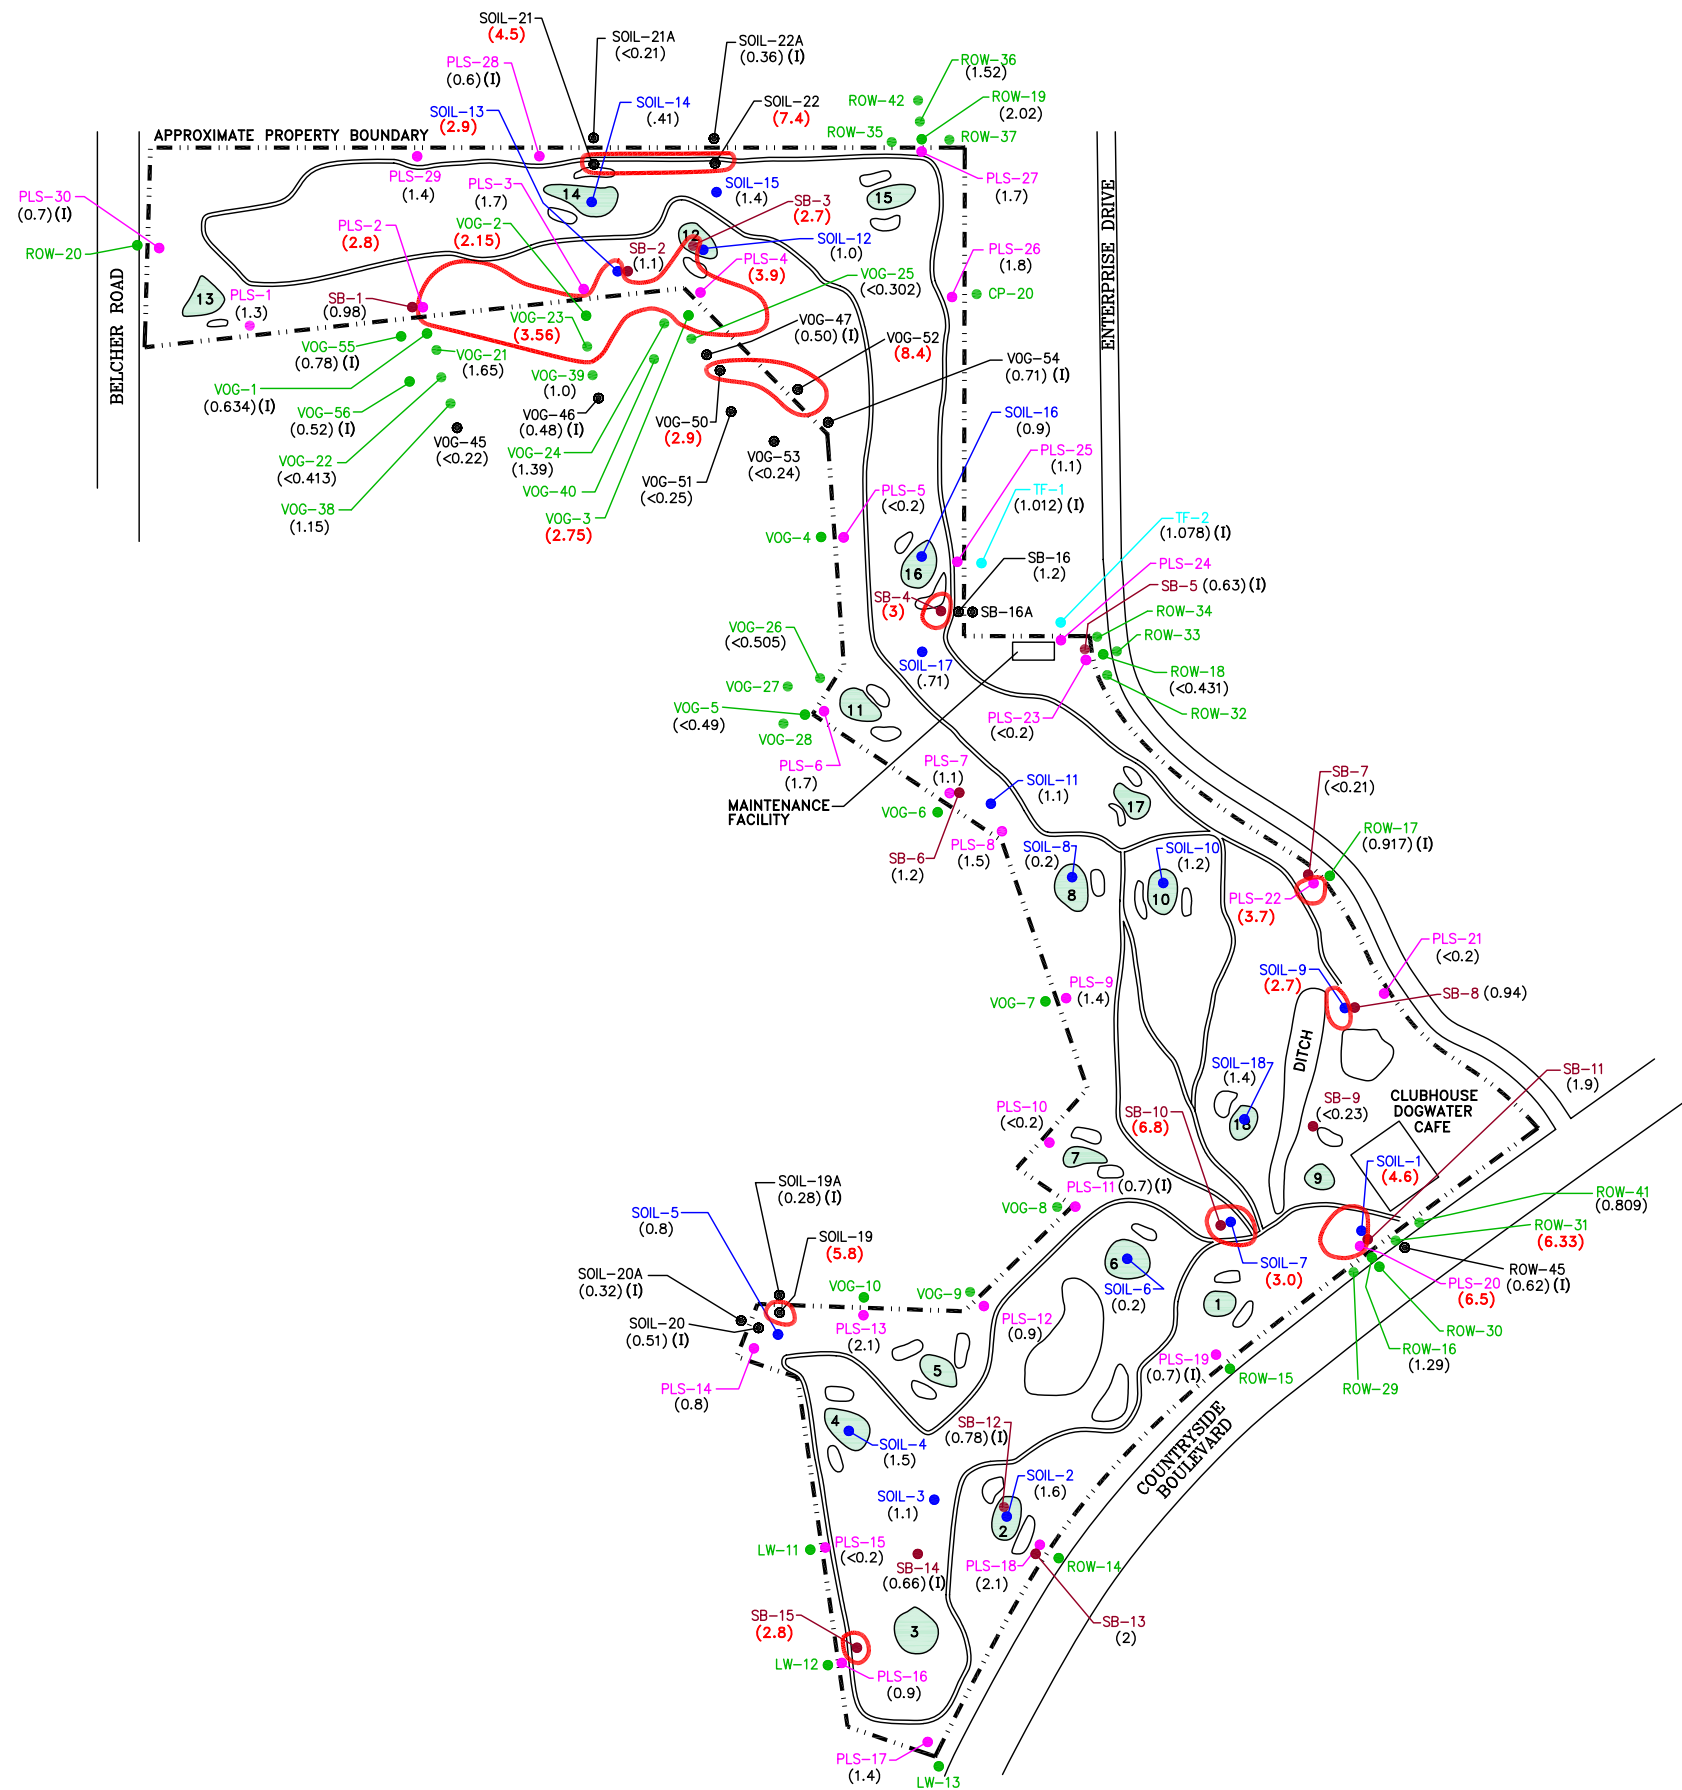 SOIL-21
(4.5)
SOIL-21A
(<0.21)
SOIL-22A
(0.36)(I)
PLS-28
(0.6)(I)
ROW-36
(1.52)
SOIL-13
(2.9)
SOIL-14
(.41)
SOIL-22
(7.4)
ROW-42
ROW-19
(2.02)
APPROXIMATE PROPERTY BOUNDARY
ROW-35
ROW-37
PLS-29
(1.4)
PLS-3
(1.7)
14
SOIL-15
(1.4)
15
PLS-27
(1.7)
PLS-30
(0.7)(I)
ROW-20
PLS-2
(2.8)
VOG-2
(2.15)
SB-3
(2.7)
12
SOIL-12
(1.0)
SB-2
(1.1)
PLS-4
(3.9)
VOG-25
(<0.302)
PLS-26
(1.8)
CP-20
ENTERPRISE DRIVE
BELCHER ROAD
13
PLS-1
(1.3)
SB-1
(0.98)
VOG-23
(3.56)
VOG-47
(0.50)(I)
VOG-52
(8.4)
VOG-54
(0.71)(I)
VOG-55
(0.78)(I)
VOG-21
(1.65)
VOG-39
(1.0)
VOG-1
(0.634)(I)
VOG-56
(0.52)(I)
VOG-46
(0.48)(I)
VOG-50
(2.9)
SOIL-16
(0.9)
VOG-45
(<0.22)
VOG-22
(<0.413)
VOG-24
(1.39)
VOG-53
(<0.24)
PLS-25
(1.1)
VOG-51
(<0.25)
VOG-38
(1.15)
VOG-40
VOG-3
(2.75)
PLS-5
(<0.2)
TF-1
(1.012)(I)
TF-2
(1.078)(I)
VOG-4
16
SB-16
(1.2)
PLS-24
SB-5 (0.63)(I)
SB-4
(3)
SB-16A
ROW-34
VOG-26
(<0.505)
ROW-33
SOIL-17
(.71)
ROW-18
(<0.431)
VOG-27
VOG-5
(<0.49)
11
PLS-23
(<0.2)
ROW-32
VOG-28
PLS-6
(1.7)
PLS-7
(1.1)
SOIL-11
(1.1)
17
SB-7
(<0.21)
MAINTENANCE
FACILITY
VOG-6
ROW-17
(0.917)(I)
SB-6
(1.2)
PLS-8
(1.5)
SOIL-8
(0.2)
SOIL-10
(1.2)
8
10
PLS-22
(3.7)
PLS-21
(<0.2)
SOIL-9
(2.7)
PLS-9
(1.4)
VOG-7
SB-8 (0.94)
DITCH
SOIL-18
(1.4)
SB-11
(1.9)
PLS-10
(<0.2)
SB-10
(6.8)
18
SB-9
(<0.23)
CLUBHOUSE
DOGWATER
CAFE
7
SOIL-1
(4.6)
9
SOIL-19A
(0.28)(I)
PLS-11 (0.7)(I)
VOG-8
ROW-41
(0.809)
SOIL-5
(0.8)
SOIL-19
(5.8)
ROW-31
(6.33)
6
SOIL-7
(3.0)
SOIL-6
(0.2)
ROW-45
(0.62)(I)
SOIL-20A
(0.32)(I)
VOG-10
VOG-9
PLS-20
(6.5)
1
SOIL-20
(0.51)(I)
PLS-13
(2.1)
PLS-12
(0.9)
ROW-30
ROW-16
(1.29)
PLS-19
(0.7)(I)
ROW-15
ROW-29
5
PLS-14
(0.8)
4
SOIL-4
(1.5)
SB-12
(0.78)(I)
COUNTRYSIDE
BOULEVARD
SOIL-2
(1.6)
SOIL-3
(1.1)
2
LW-11
PLS-15
(<0.2)
SB-14
(0.66)(I)
PLS-18
(2.1)
ROW-14
SB-15
(2.8)
3
SB-13
(2)
LW-12
PLS-16
(0.9)
PLS-17
(1.4)
LW-13